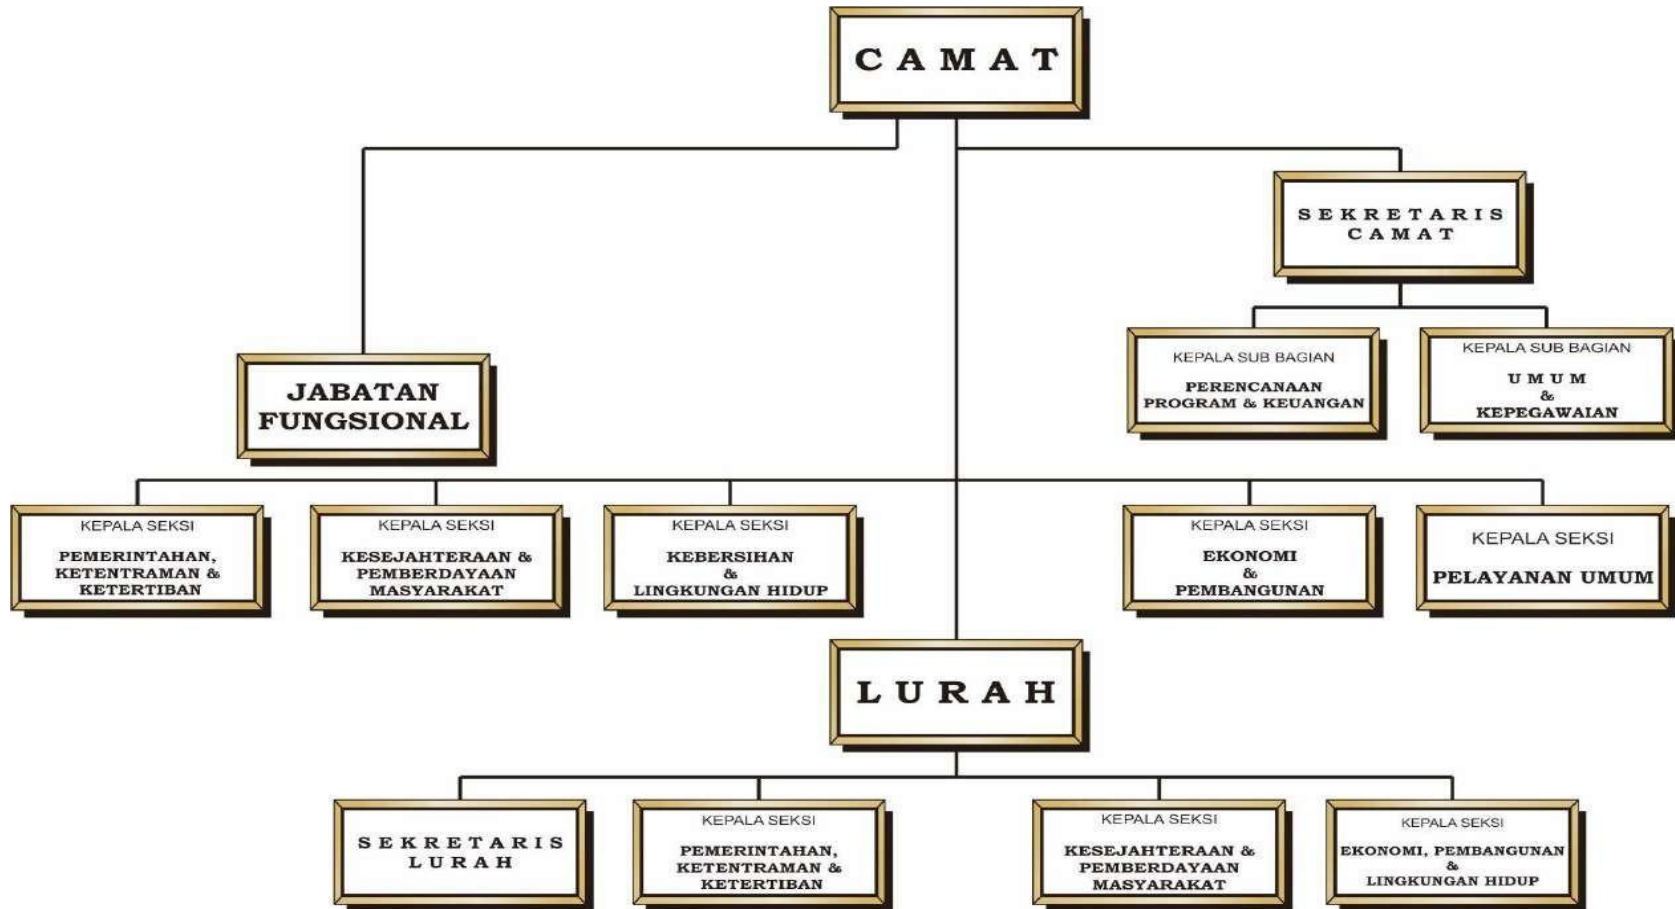 C A M A T
S E K R E T A R I S
C A M A T
KEPALA SUB BAGIAN
PERENCANAAN
PROGRAM & KEUANGAN
KEPALA SUB BAGIAN
U M U M
&
KEPEGAWAIAN
JABATAN
FUNGSIONAL
KEPALA SEKSI
PEMERINTAHAN,
KETENTRAMAN &
KETERTIBAN
KEPALA SEKSI
KESEJAHTERAAN &
PEMBERDAYAAN
MASYARAKAT
KEPALA SEKSI
KEBERSIHAN
&
LINGKUNGAN HIDUP
KEPALA SEKSI
EKONOMI
&
PEMBANGUNAN
KEPALA SEKSI
PELAYANAN UMUM
L U R A H
S E K R E T A R I S
L U R A H
KEPALA SEKSI
PEMERINTAHAN,
KETENTRAMAN &
KETERTIBAN
KEPALA SEKSI
KESEJAHTERAAN &
PEMBERDAYAAN
MASYARAKAT
KEPALA SEKSI
EKONOMI, PEMBANGUNAN
&
LINGKUNGAN HIDUP